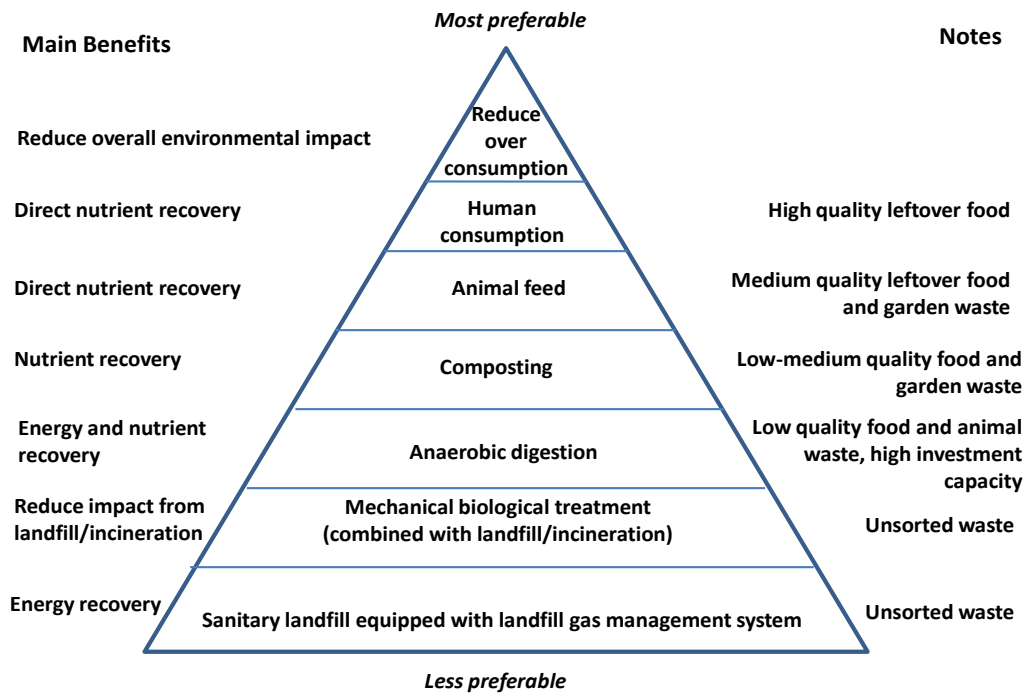 Most preferable
Main Benefits
Notes
Reduce overall environmental impact
Reduce
over
consumption
Direct nutrient recovery
Human
consumption
High quality leftover food
Direct nutrient recovery
Animal feed
Medium quality leftover food
and garden waste
Nutrient recovery
Composting
Low-medium quality food and
garden waste
Energy and nutrient
recovery
Anaerobic digestion
Low quality food and animal
waste, high investment
capacity
Reduce impact from
landfill/incineration
Mechanical biological treatment
(combined with landfill/incineration)
Unsorted waste
Energy recovery
Sanitary landfill equipped with landfill gas management system
Unsorted waste
Less preferable